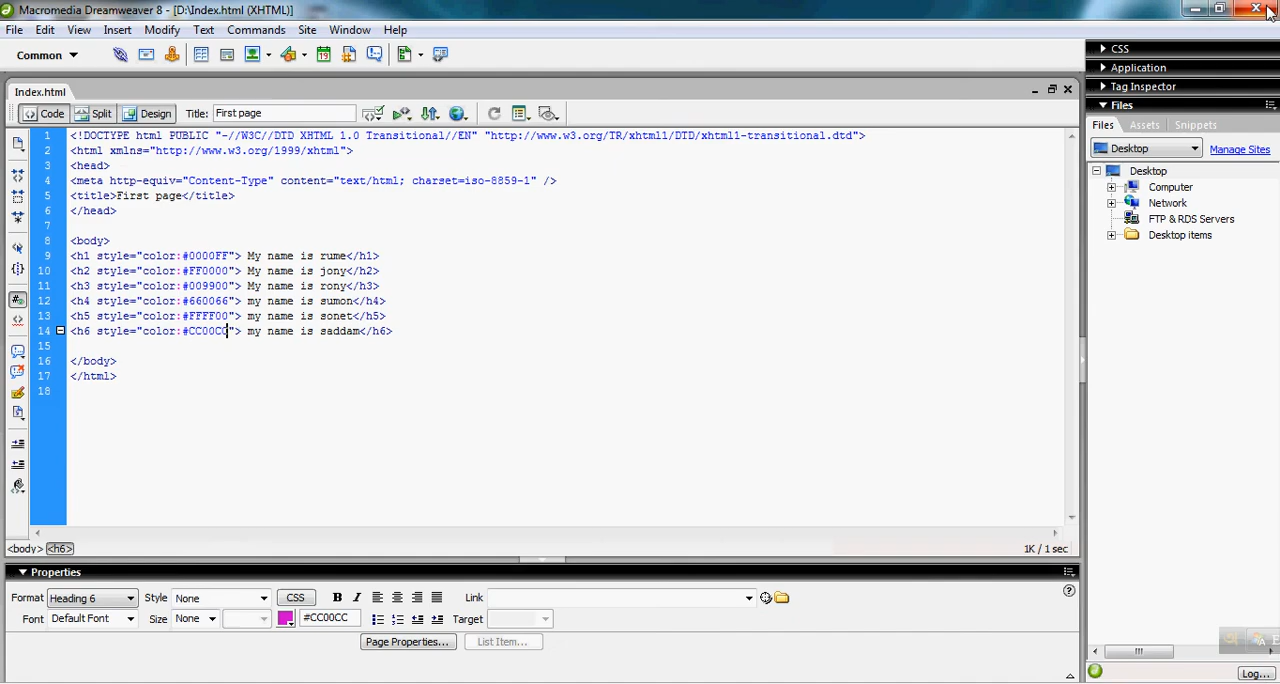 Macromedia Dreamweaver 8 - [D:\Index.html (XHTML)]
File Edit View Insert Modify Text Commands Site Window Help
Common
CSS
Application
Tag Inspector
Files
Files Assets Snippets
Desktop Manage Sites
Desktop
Computer
Network
FTP & RDS Servers
Desktop items
Index.html
Code Split Design Title: First page
1 <!DOCTYPE html PUBLIC "-//W3C//DTD XHTML 1.0 Transitional//EN" "http://www.w3.org/TR/xhtml1/DTD/xhtml1-transitional.dtd">
2 <html xmlns="http://www.w3.org/1999/xhtml">
3 <head>
4 <meta http-equiv="Content-Type" content="text/html; charset=iso-8859-1" />
5 <title>First page</title>
6 </head>
7
8 <body>
9 <h1 style="color:#0000FF"> My name is rume</h1>
10 <h2 style="color:#FF0000"> My name is jony</h2>
11 <h3 style="color:#009900"> My name is rony</h3>
12 <h4 style="color:#660066"> my name is sumon</h4>
13 <h5 style="color:#FFFF00"> my name is sonet</h5>
14 <h6 style="color:#CC00CC"> my name is saddam</h6>
15
16 </body>
17 </html>
18
<body> <h6> 1K / 1 sec
Properties
Format Heading 6 Style None B I CSS Link
Font Default Font Size None #CC00CC Target
Page Properties... List Item...
Log...